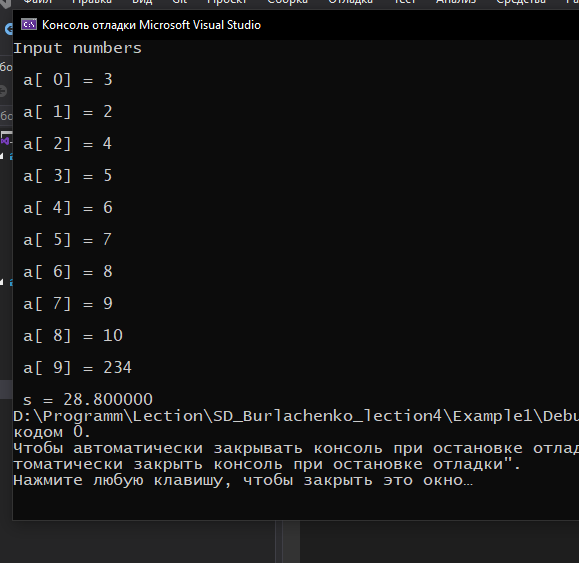 Консоль отладки Microsoft Visual Studio
Input numbers
a[ 0] = 3
a[ 1] = 2
a[ 2] = 4
a[ 3] = 5
a[ 4] = 6
a[ 5] = 7
a[ 6] = 8
a[ 7] = 9
a[ 8] = 10
a[ 9] = 234
s = 28.800000
D:\Programm\Lection\SD_Burlachenko_lection4\Example1\Debu
кодом 0.
Чтобы автоматически закрывать консоль при остановке отлад
томатически закрыть консоль при остановке отладки".
Нажмите любую клавишу, чтобы закрыть это окно…